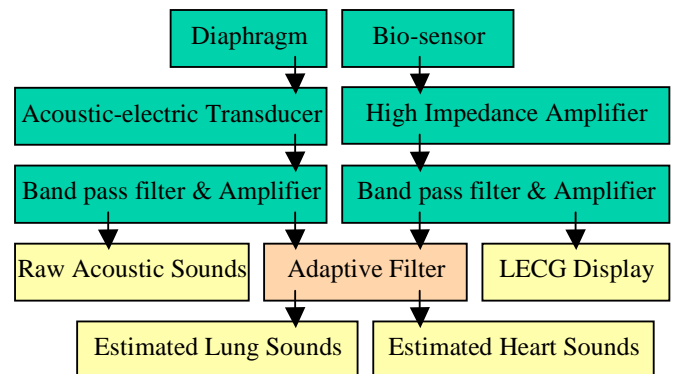 Diaphragm
Bio-sensor
Acoustic-electric Transducer
High Impedance Amplifier
Band pass filter & Amplifier
Band pass filter & Amplifier
Raw Acoustic Sounds
Adaptive Filter
LECG Display
Estimated Lung Sounds
Estimated Heart Sounds